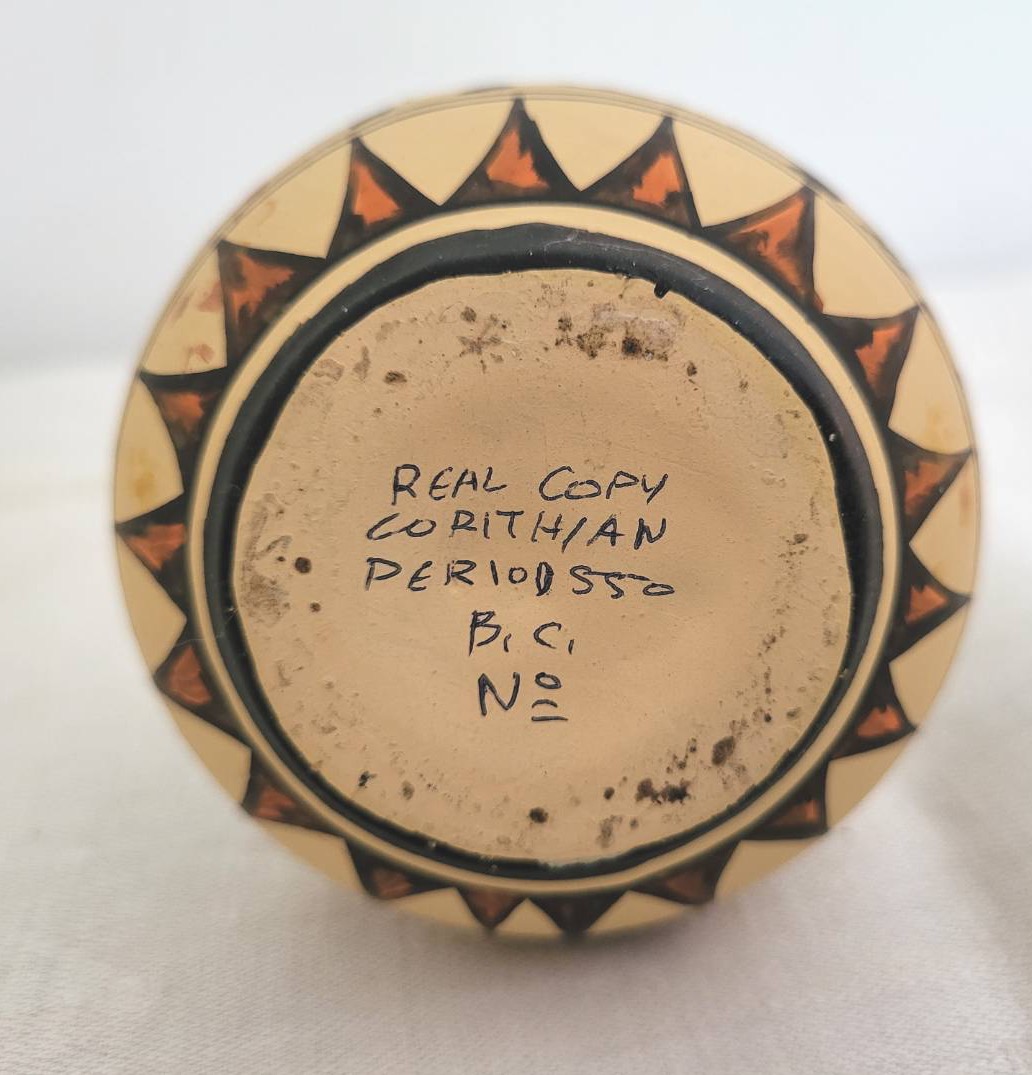 REAL COPY
CORITHIAN
PERIOD 550
B.C.
Nº